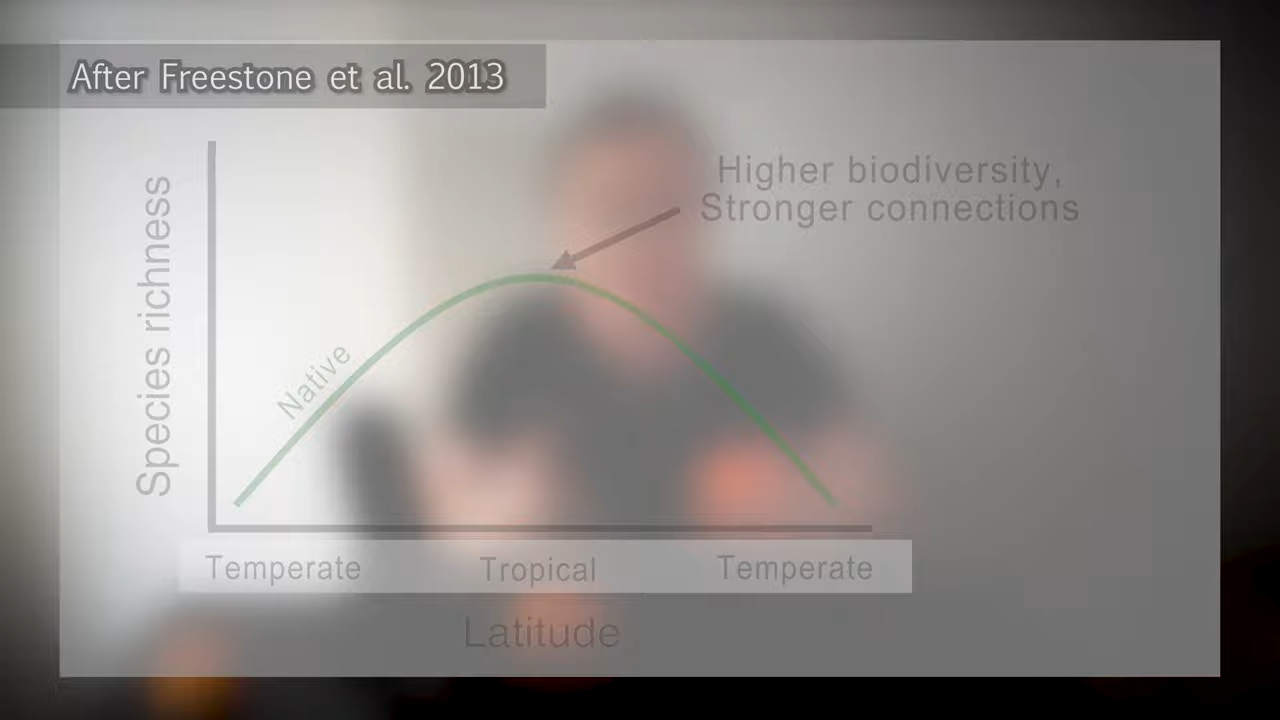 After Freestone et al. 2013
Higher biodiversity,
Stronger connections
Species richness
Native
Temperate Tropical Temperate
Latitude